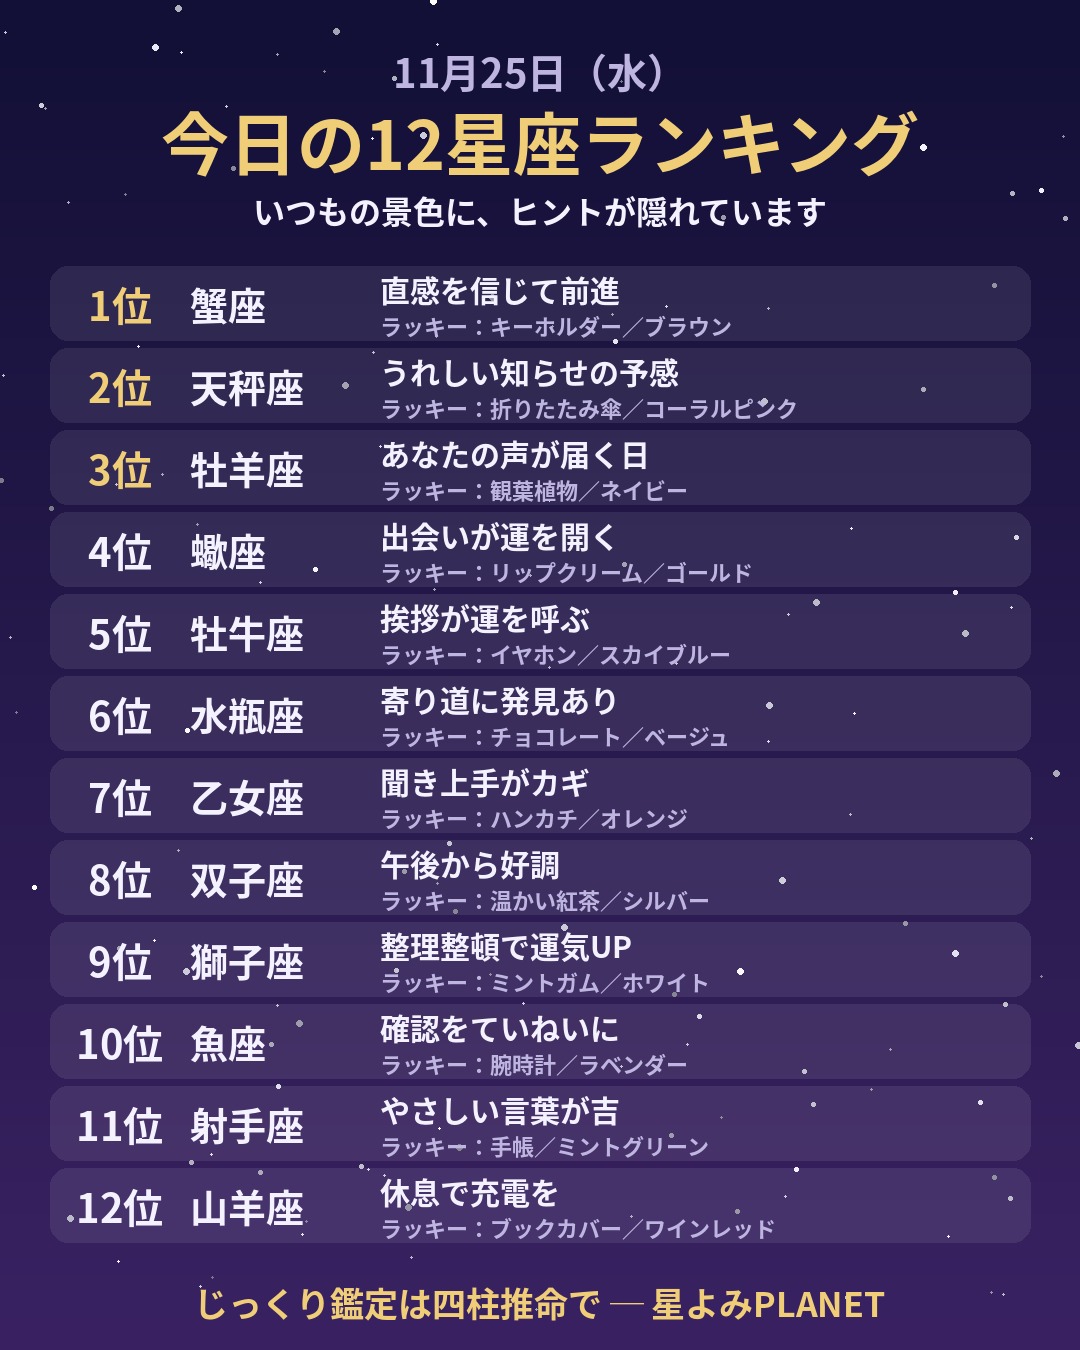 11月25日（水）
今日の12星座ランキング
いつもの景色に、ヒントが隠れています
1位 蟹座 直感を信じて前進
ラッキー：キーホルダー／ブラウン
2位 天秤座 うれしい知らせの予感
ラッキー：折りたたみ傘／コーラルピンク
3位 牡羊座 あなたの声が届く日
ラッキー：観葉植物／ネイビー
4位 蠍座 出会いが運を開く
ラッキー：リップクリーム／ゴールド
5位 牡牛座 挨拶が運を呼ぶ
ラッキー：イヤホン／スカイブルー
6位 水瓶座 寄り道に発見あり
ラッキー：チョコレート／ベージュ
7位 乙女座 聞き上手がカギ
ラッキー：ハンカチ／オレンジ
8位 双子座 午後から好調
ラッキー：温かい紅茶／シルバー
9位 獅子座 整理整頓で運気UP
ラッキー：ミントガム／ホワイト
10位 魚座 確認をていねいに
ラッキー：腕時計／ラベンダー
11位 射手座 やさしい言葉が吉
ラッキー：手帳／ミントグリーン
12位 山羊座 休息で充電を
ラッキー：ブックカバー／ワインレッド
じっくり鑑定は四柱推命で ― 星よみPLANET